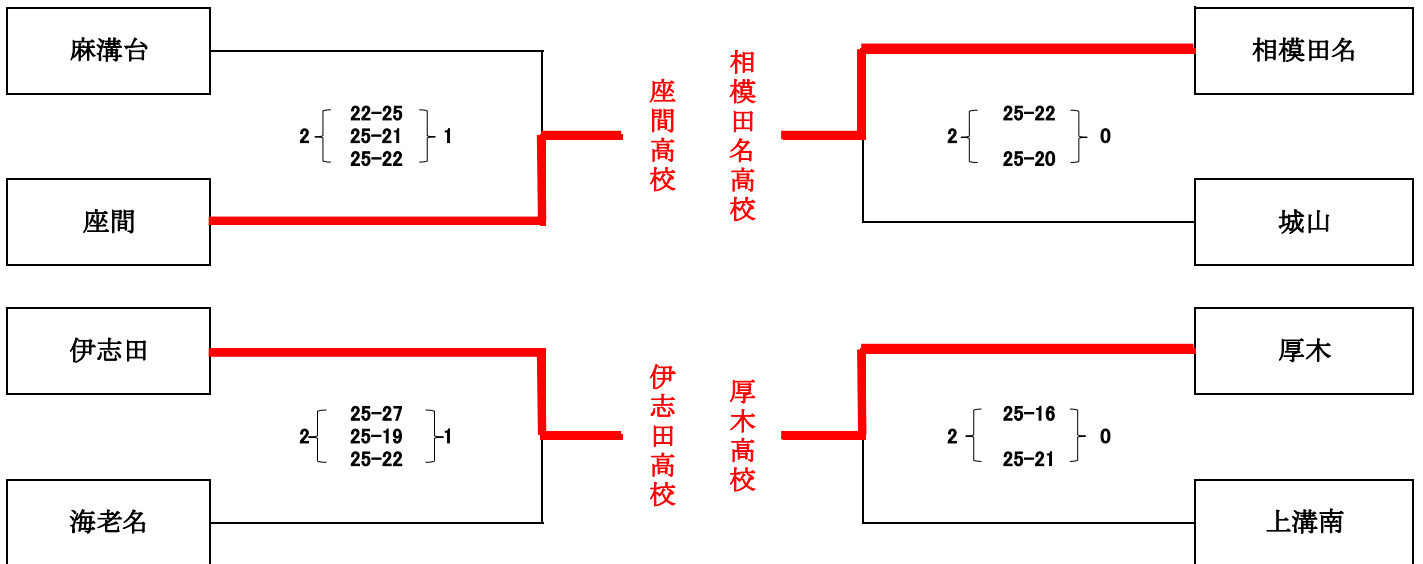 麻溝台
22-25
2 25-21 1
25-22
座間
座間高校
相模田名高校
相模田名
25-22
2 0
25-20
城山
伊志田
25-27
2 25-19 1
25-22
海老名
伊志田高校
厚木高校
厚木
25-16
2 0
25-21
上溝南